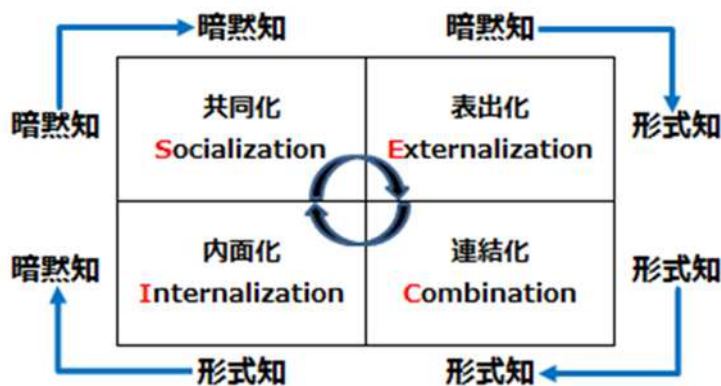 暗黙知 暗黙知
暗黙知 共同化 表出化 形式知
Socialization Externalization
暗黙知 内面化 連結化 形式知
Internalization Combination
形式知 形式知